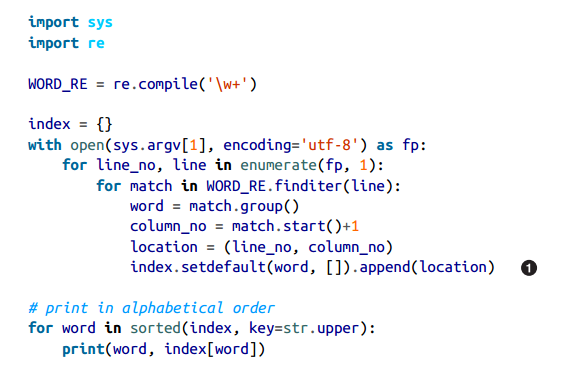 import sys
import re

WORD_RE = re.compile('\w+')

index = {}
with open(sys.argv[1], encoding='utf-8') as fp:
    for line_no, line in enumerate(fp, 1):
        for match in WORD_RE.finditer(line):
            word = match.group()
            column_no = match.start()+1
            location = (line_no, column_no)
            index.setdefault(word, []).append(location) ❶

# print in alphabetical order
for word in sorted(index, key=str.upper):
    print(word, index[word])